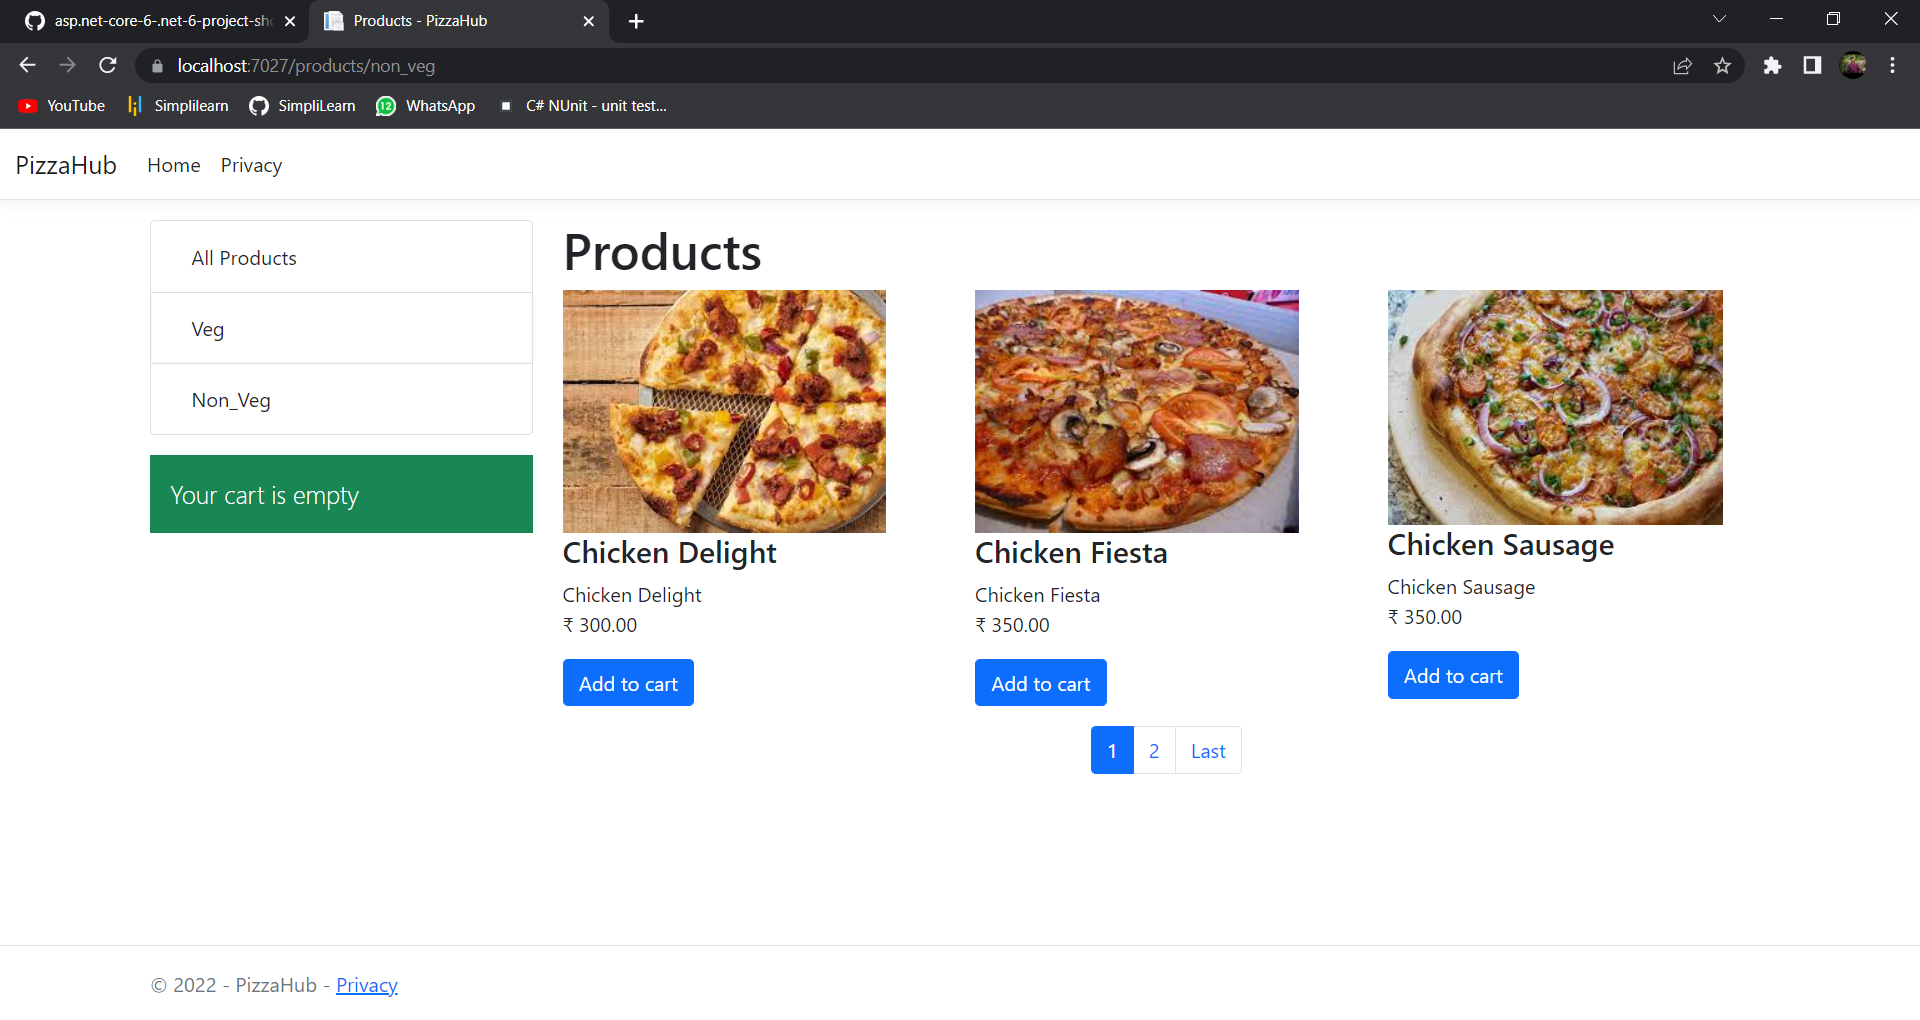 asp.net-core-6-.net-6-project-sho
Products - PizzaHub
localhost:7027/products/non_veg
YouTube
Simplilearn
SimpliLearn
12
WhatsApp
C# NUnit - unit test...
PizzaHub
Home
Privacy
All Products
Veg
Non_Veg
Your cart is empty
Products
Chicken Delight
Chicken Delight
₹ 300.00
Add to cart
Chicken Fiesta
Chicken Fiesta
₹ 350.00
Add to cart
Chicken Sausage
Chicken Sausage
₹ 350.00
Add to cart
1 2 Last
© 2022 - PizzaHub - Privacy